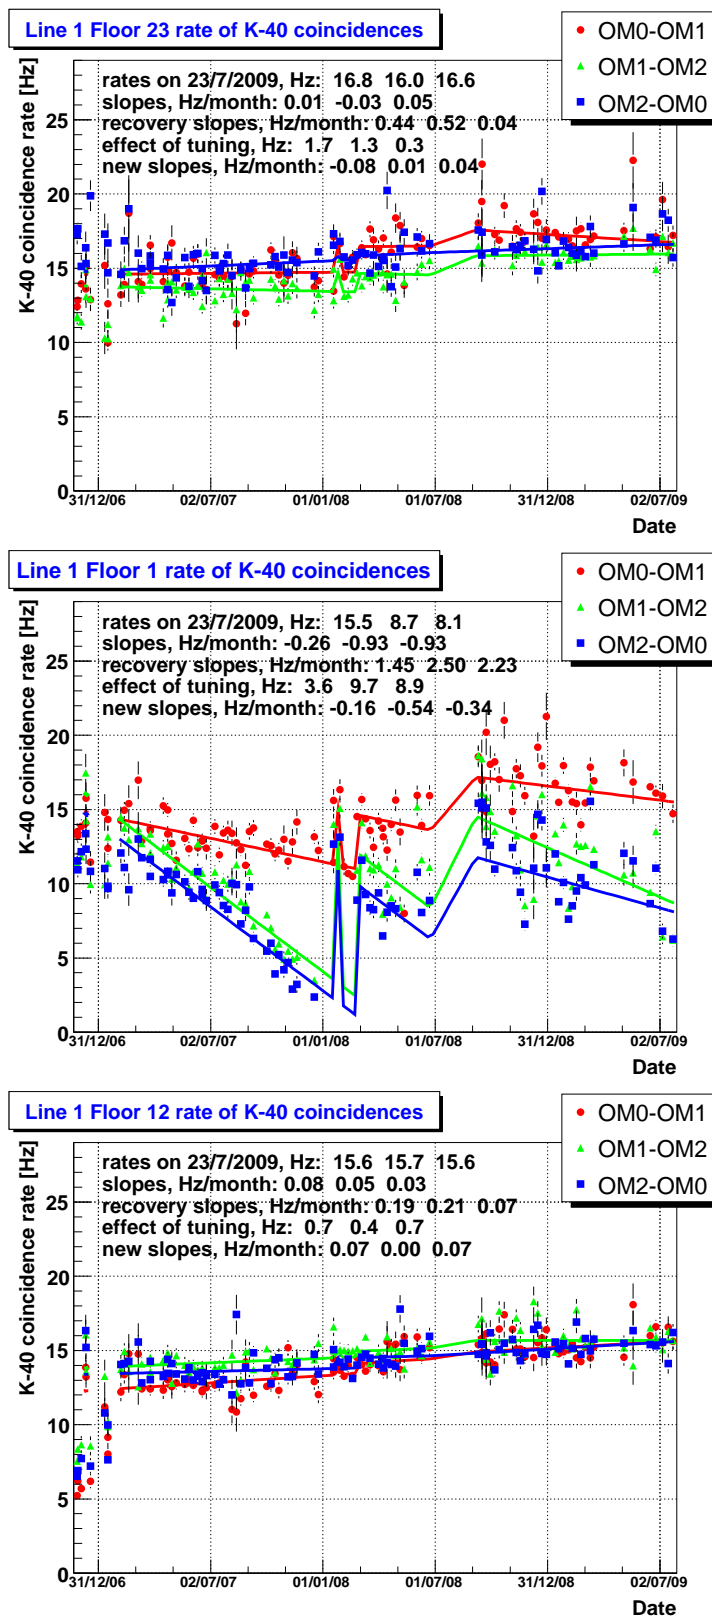 Line 1 Floor 23 rate of K-40 coincidences
OM0-OM1
OM1-OM2
OM2-OM0
K-40 coincidence rate [Hz]
rates on 23/7/2009, Hz: 16.8 16.0 16.6
slopes, Hz/month: 0.01 -0.03 0.05
recovery slopes, Hz/month: 0.44 0.52 0.04
effect of tuning, Hz: 1.7 1.3 0.3
new slopes, Hz/month: -0.08 0.01 0.04
25
20
15
10
5
0
31/12/06 02/07/07 01/01/08 01/07/08 31/12/08 02/07/09
Date
Line 1 Floor 1 rate of K-40 coincidences
OM0-OM1
OM1-OM2
OM2-OM0
K-40 coincidence rate [Hz]
rates on 23/7/2009, Hz: 15.5 8.7 8.1
slopes, Hz/month: -0.26 -0.93 -0.93
recovery slopes, Hz/month: 1.45 2.50 2.23
effect of tuning, Hz: 3.6 9.7 8.9
new slopes, Hz/month: -0.16 -0.54 -0.34
25
20
15
10
5
0
31/12/06 02/07/07 01/01/08 01/07/08 31/12/08 02/07/09
Date
Line 1 Floor 12 rate of K-40 coincidences
OM0-OM1
OM1-OM2
OM2-OM0
K-40 coincidence rate [Hz]
rates on 23/7/2009, Hz: 15.6 15.7 15.6
slopes, Hz/month: 0.08 0.05 0.03
recovery slopes, Hz/month: 0.19 0.21 0.07
effect of tuning, Hz: 0.7 0.4 0.7
new slopes, Hz/month: 0.07 0.00 0.07
25
20
15
10
5
0
31/12/06 02/07/07 01/01/08 01/07/08 31/12/08 02/07/09
Date